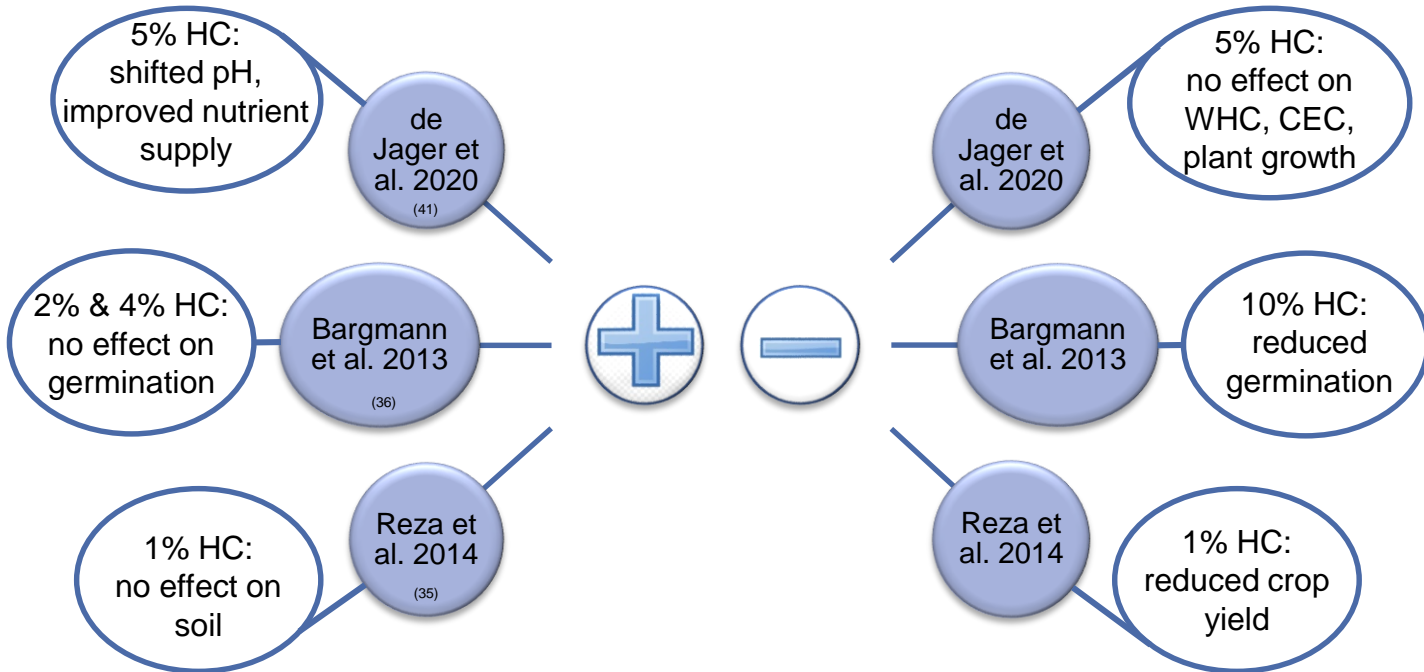 5% HC:
shifted pH,
improved nutrient
supply
de
Jager et
al. 2020
(41)
2% & 4% HC:
no effect on
germination
Bargmann
et al. 2013
(36)
1% HC:
no effect on
soil
Reza et
al. 2014
(35)
de
Jager et
al. 2020
5% HC:
no effect on
WHC, CEC,
plant growth
Bargmann
et al. 2013
10% HC:
reduced
germination
Reza et
al. 2014
1% HC:
reduced crop
yield